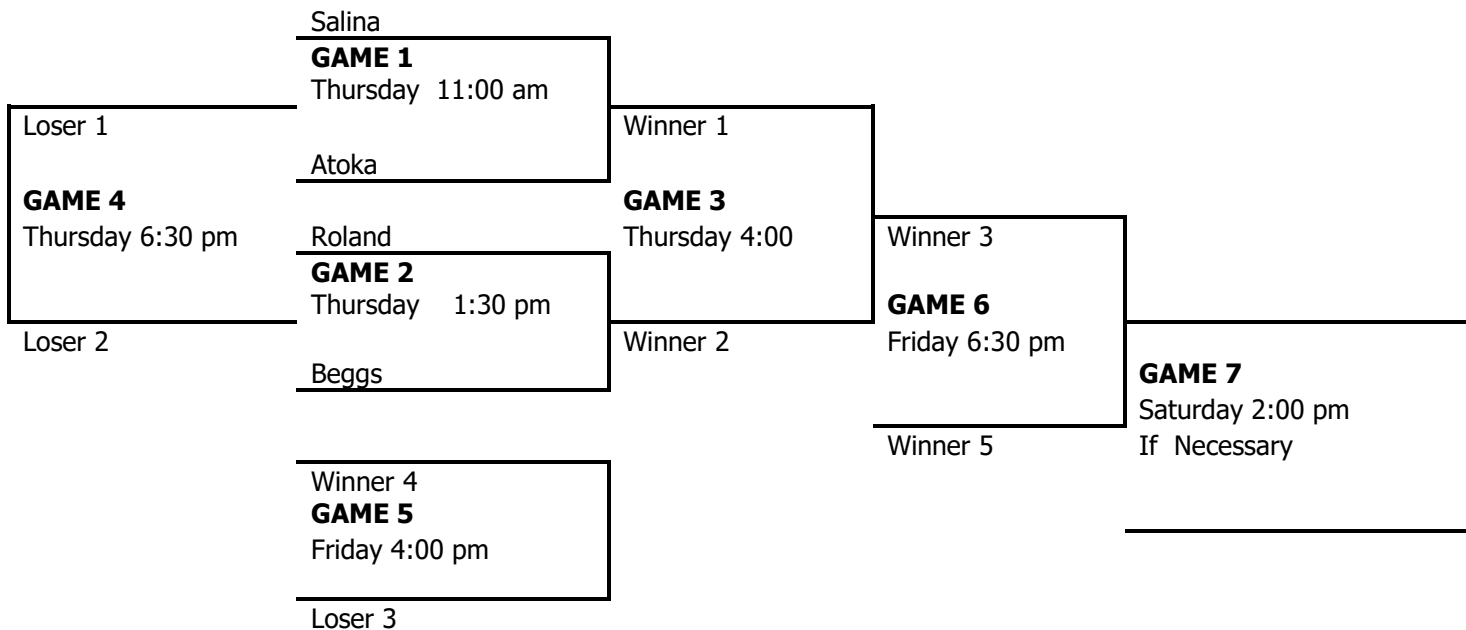 Salina
GAME 1
Thursday 11:00 am
Loser 1
Winner 1
Atoka
GAME 4
GAME 3
Thursday 6:30 pm
Roland
Thursday 4:00
Winner 3
GAME 2
Thursday 1:30 pm
GAME 6
Loser 2
Winner 2
Friday 6:30 pm
Beggs
GAME 7
Saturday 2:00 pm
Winner 5
If Necessary
Winner 4
GAME 5
Friday 4:00 pm
Loser 3